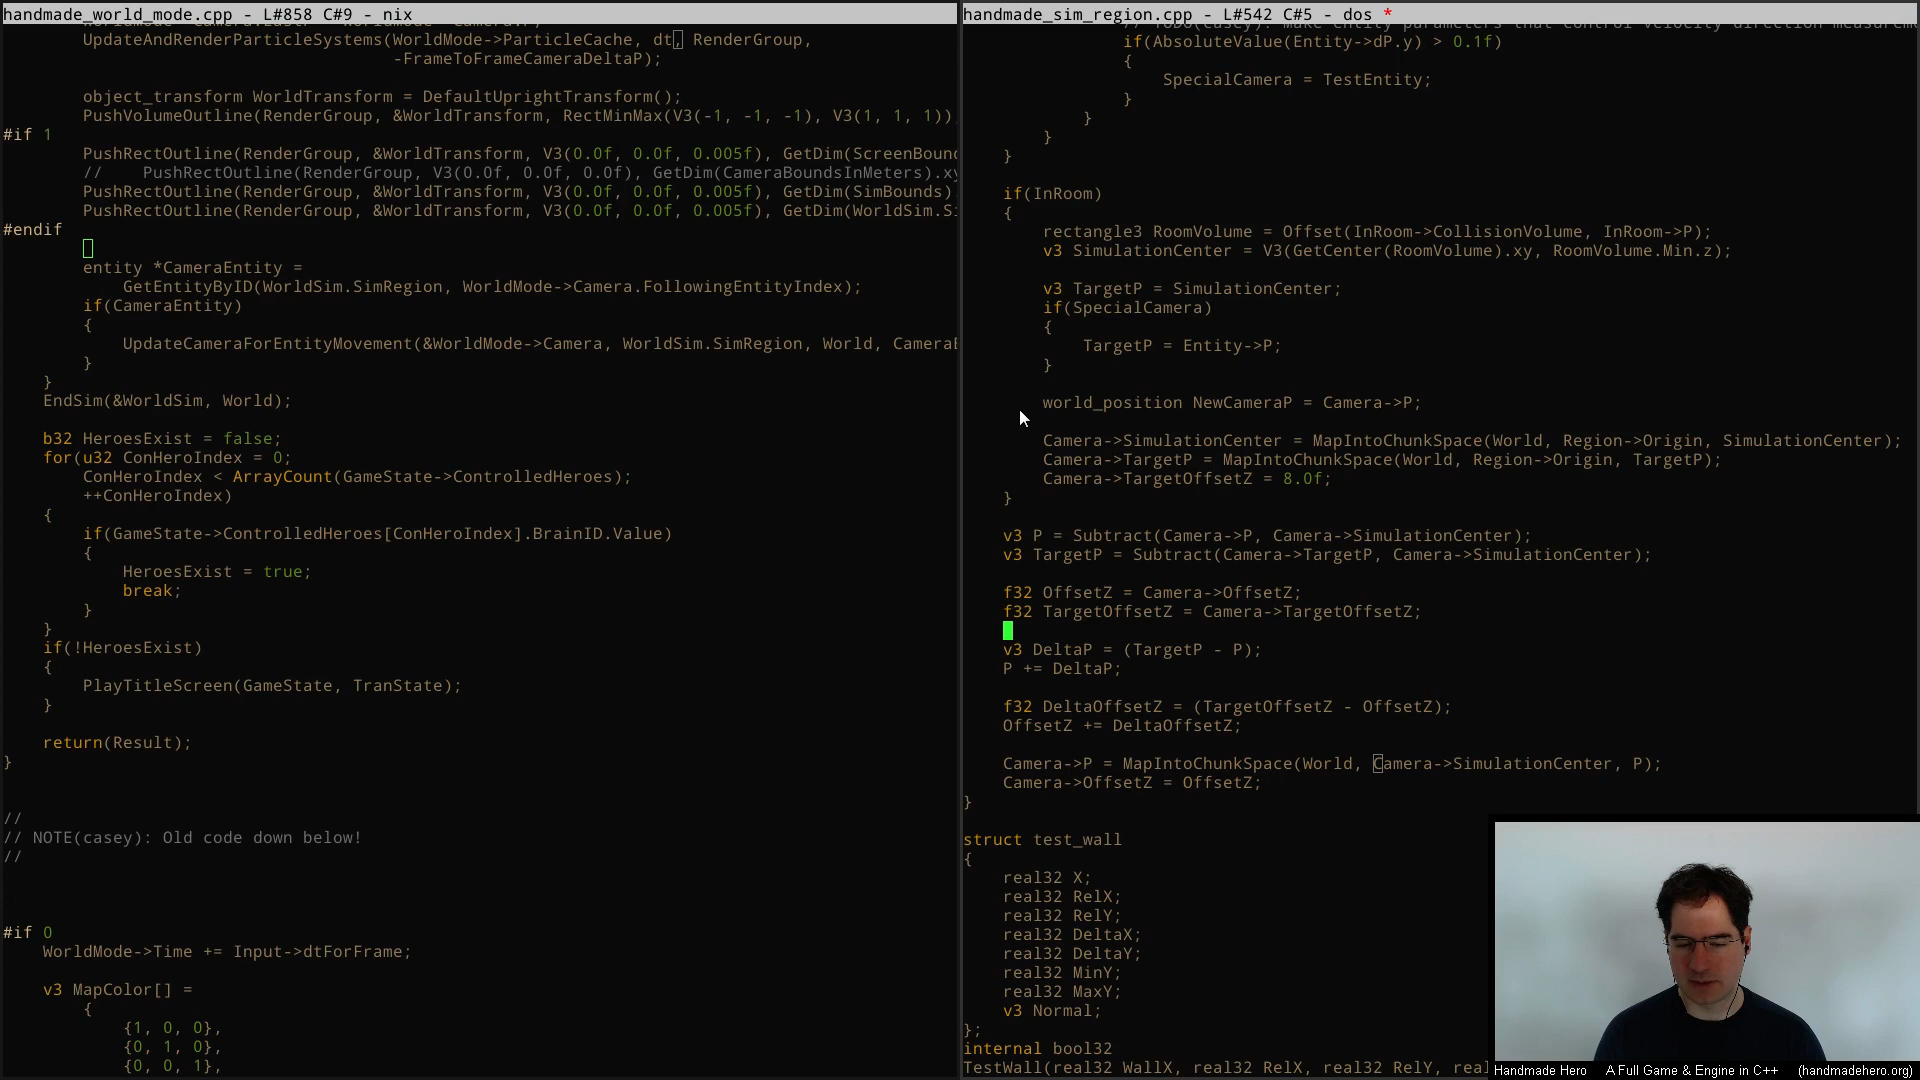 handmade_world_mode.cpp - L#858 C#9 - nix
UpdateAndRenderParticleSystems(WorldMode->ParticleCache, dt, RenderGroup,
-FrameToFrameCameraDeltaP);
object_transform WorldTransform = DefaultUprightTransform();
PushVolumeOutline(RenderGroup, &WorldTransform, RectMinMax(V3(-1, -1, -1), V3(1, 1, 1)),
#if 1
PushRectOutline(RenderGroup, &WorldTransform, V3(0.0f, 0.0f, 0.005f), GetDim(ScreenBoun
//    PushRectOutline(RenderGroup, V3(0.0f, 0.0f, 0.0f), GetDim(CameraBoundsInMeters).xy
PushRectOutline(RenderGroup, &WorldTransform, V3(0.0f, 0.0f, 0.005f), GetDim(SimBounds)
PushRectOutline(RenderGroup, &WorldTransform, V3(0.0f, 0.0f, 0.005f), GetDim(WorldSim.Si
#endif
entity *CameraEntity =
GetEntityByID(WorldSim.SimRegion, WorldMode->Camera.FollowingEntityIndex);
if(CameraEntity)
{
UpdateCameraForEntityMovement(&WorldMode->Camera, WorldSim.SimRegion, World, CameraE
}
}
EndSim(&WorldSim, World);
b32 HeroesExist = false;
for(u32 ConHeroIndex = 0;
ConHeroIndex < ArrayCount(GameState->ControlledHeroes);
++ConHeroIndex)
{
if(GameState->ControlledHeroes[ConHeroIndex].BrainID.Value)
{
HeroesExist = true;
break;
}
}
if(!HeroesExist)
{
PlayTitleScreen(GameState, TranState);
}
return(Result);
}
//
// NOTE(casey): Old code down below!
//
#if 0
WorldMode->Time += Input->dtForFrame;
v3 MapColor[] =
{
{1, 0, 0},
{0, 1, 0},
{0, 0, 1},
handmade_sim_region.cpp - L#542 C#5 - dos *
if(AbsoluteValue(Entity->dP.y) > 0.1f)
{
SpecialCamera = TestEntity;
}
}
}
}
if(InRoom)
{
rectangle3 RoomVolume = Offset(InRoom->CollisionVolume, InRoom->P);
v3 SimulationCenter = V3(GetCenter(RoomVolume).xy, RoomVolume.Min.z);
v3 TargetP = SimulationCenter;
if(SpecialCamera)
{
TargetP = Entity->P;
}
world_position NewCameraP = Camera->P;
Camera->SimulationCenter = MapIntoChunkSpace(World, Region->Origin, SimulationCenter);
Camera->TargetP = MapIntoChunkSpace(World, Region->Origin, TargetP);
Camera->TargetOffsetZ = 8.0f;
}
v3 P = Subtract(Camera->P, Camera->SimulationCenter);
v3 TargetP = Subtract(Camera->TargetP, Camera->SimulationCenter);
f32 OffsetZ = Camera->OffsetZ;
f32 TargetOffsetZ = Camera->TargetOffsetZ;
v3 DeltaP = (TargetP - P);
P += DeltaP;
f32 DeltaOffsetZ = (TargetOffsetZ - OffsetZ);
OffsetZ += DeltaOffsetZ;
Camera->P = MapIntoChunkSpace(World, Camera->SimulationCenter, P);
Camera->OffsetZ = OffsetZ;
}
struct test_wall
{
real32 X;
real32 RelX;
real32 RelY;
real32 DeltaX;
real32 DeltaY;
real32 MinY;
real32 MaxY;
v3 Normal;
};
internal bool32
TestWall(real32 WallX, real32 RelX, real32 RelY, real
Handmade Hero   A Full Game & Engine in C++   (handmadehero.org)